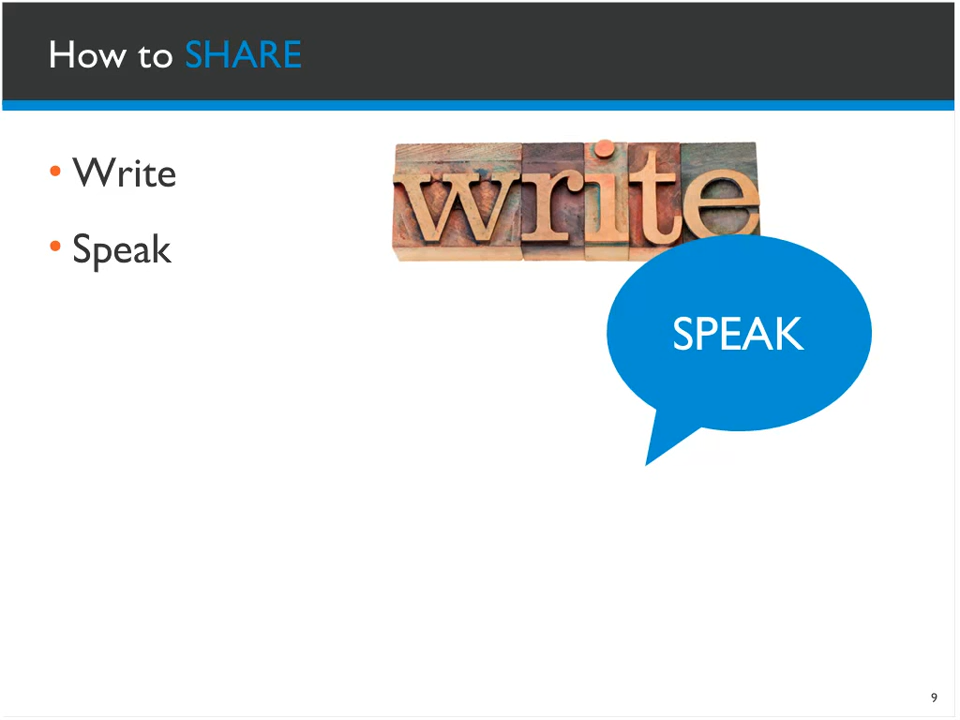 How to SHARE
• Write
• Speak
write
SPEAK
9